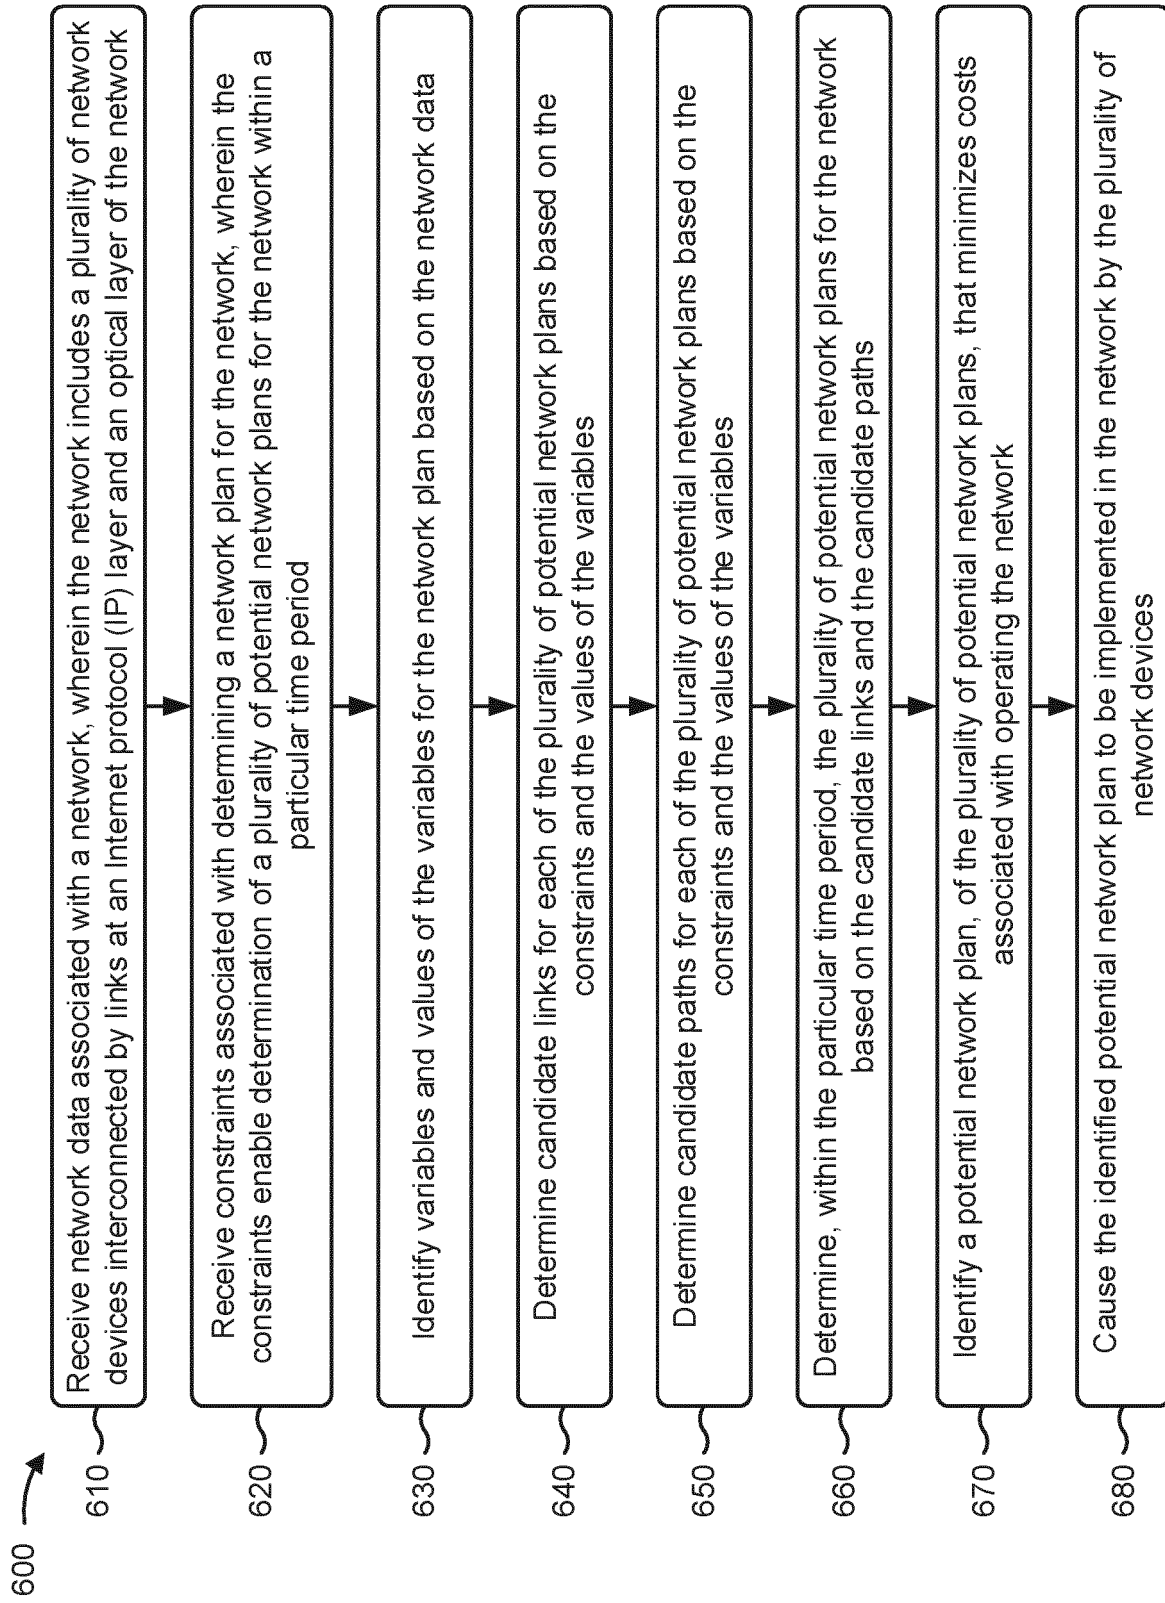 600
610
Receive network data associated with a network, wherein the network includes a plurality of network
devices interconnected by links at an Internet protocol (IP) layer and an optical layer of the network
620
Receive constraints associated with determining a network plan for the network, wherein the
constraints enable determination of a plurality of potential network plans for the network within a
particular time period
630
Identify variables and values of the variables for the network plan based on the network data
640
Determine candidate links for each of the plurality of potential network plans based on the
constraints and the values of the variables
650
Determine candidate paths for each of the plurality of potential network plans based on the
constraints and the values of the variables
660
Determine, within the particular time period, the plurality of potential network plans for the network
based on the candidate links and the candidate paths
670
Identify a potential network plan, of the plurality of potential network plans, that minimizes costs
associated with operating the network
680
Cause the identified potential network plan to be implemented in the network by the plurality of
network devices